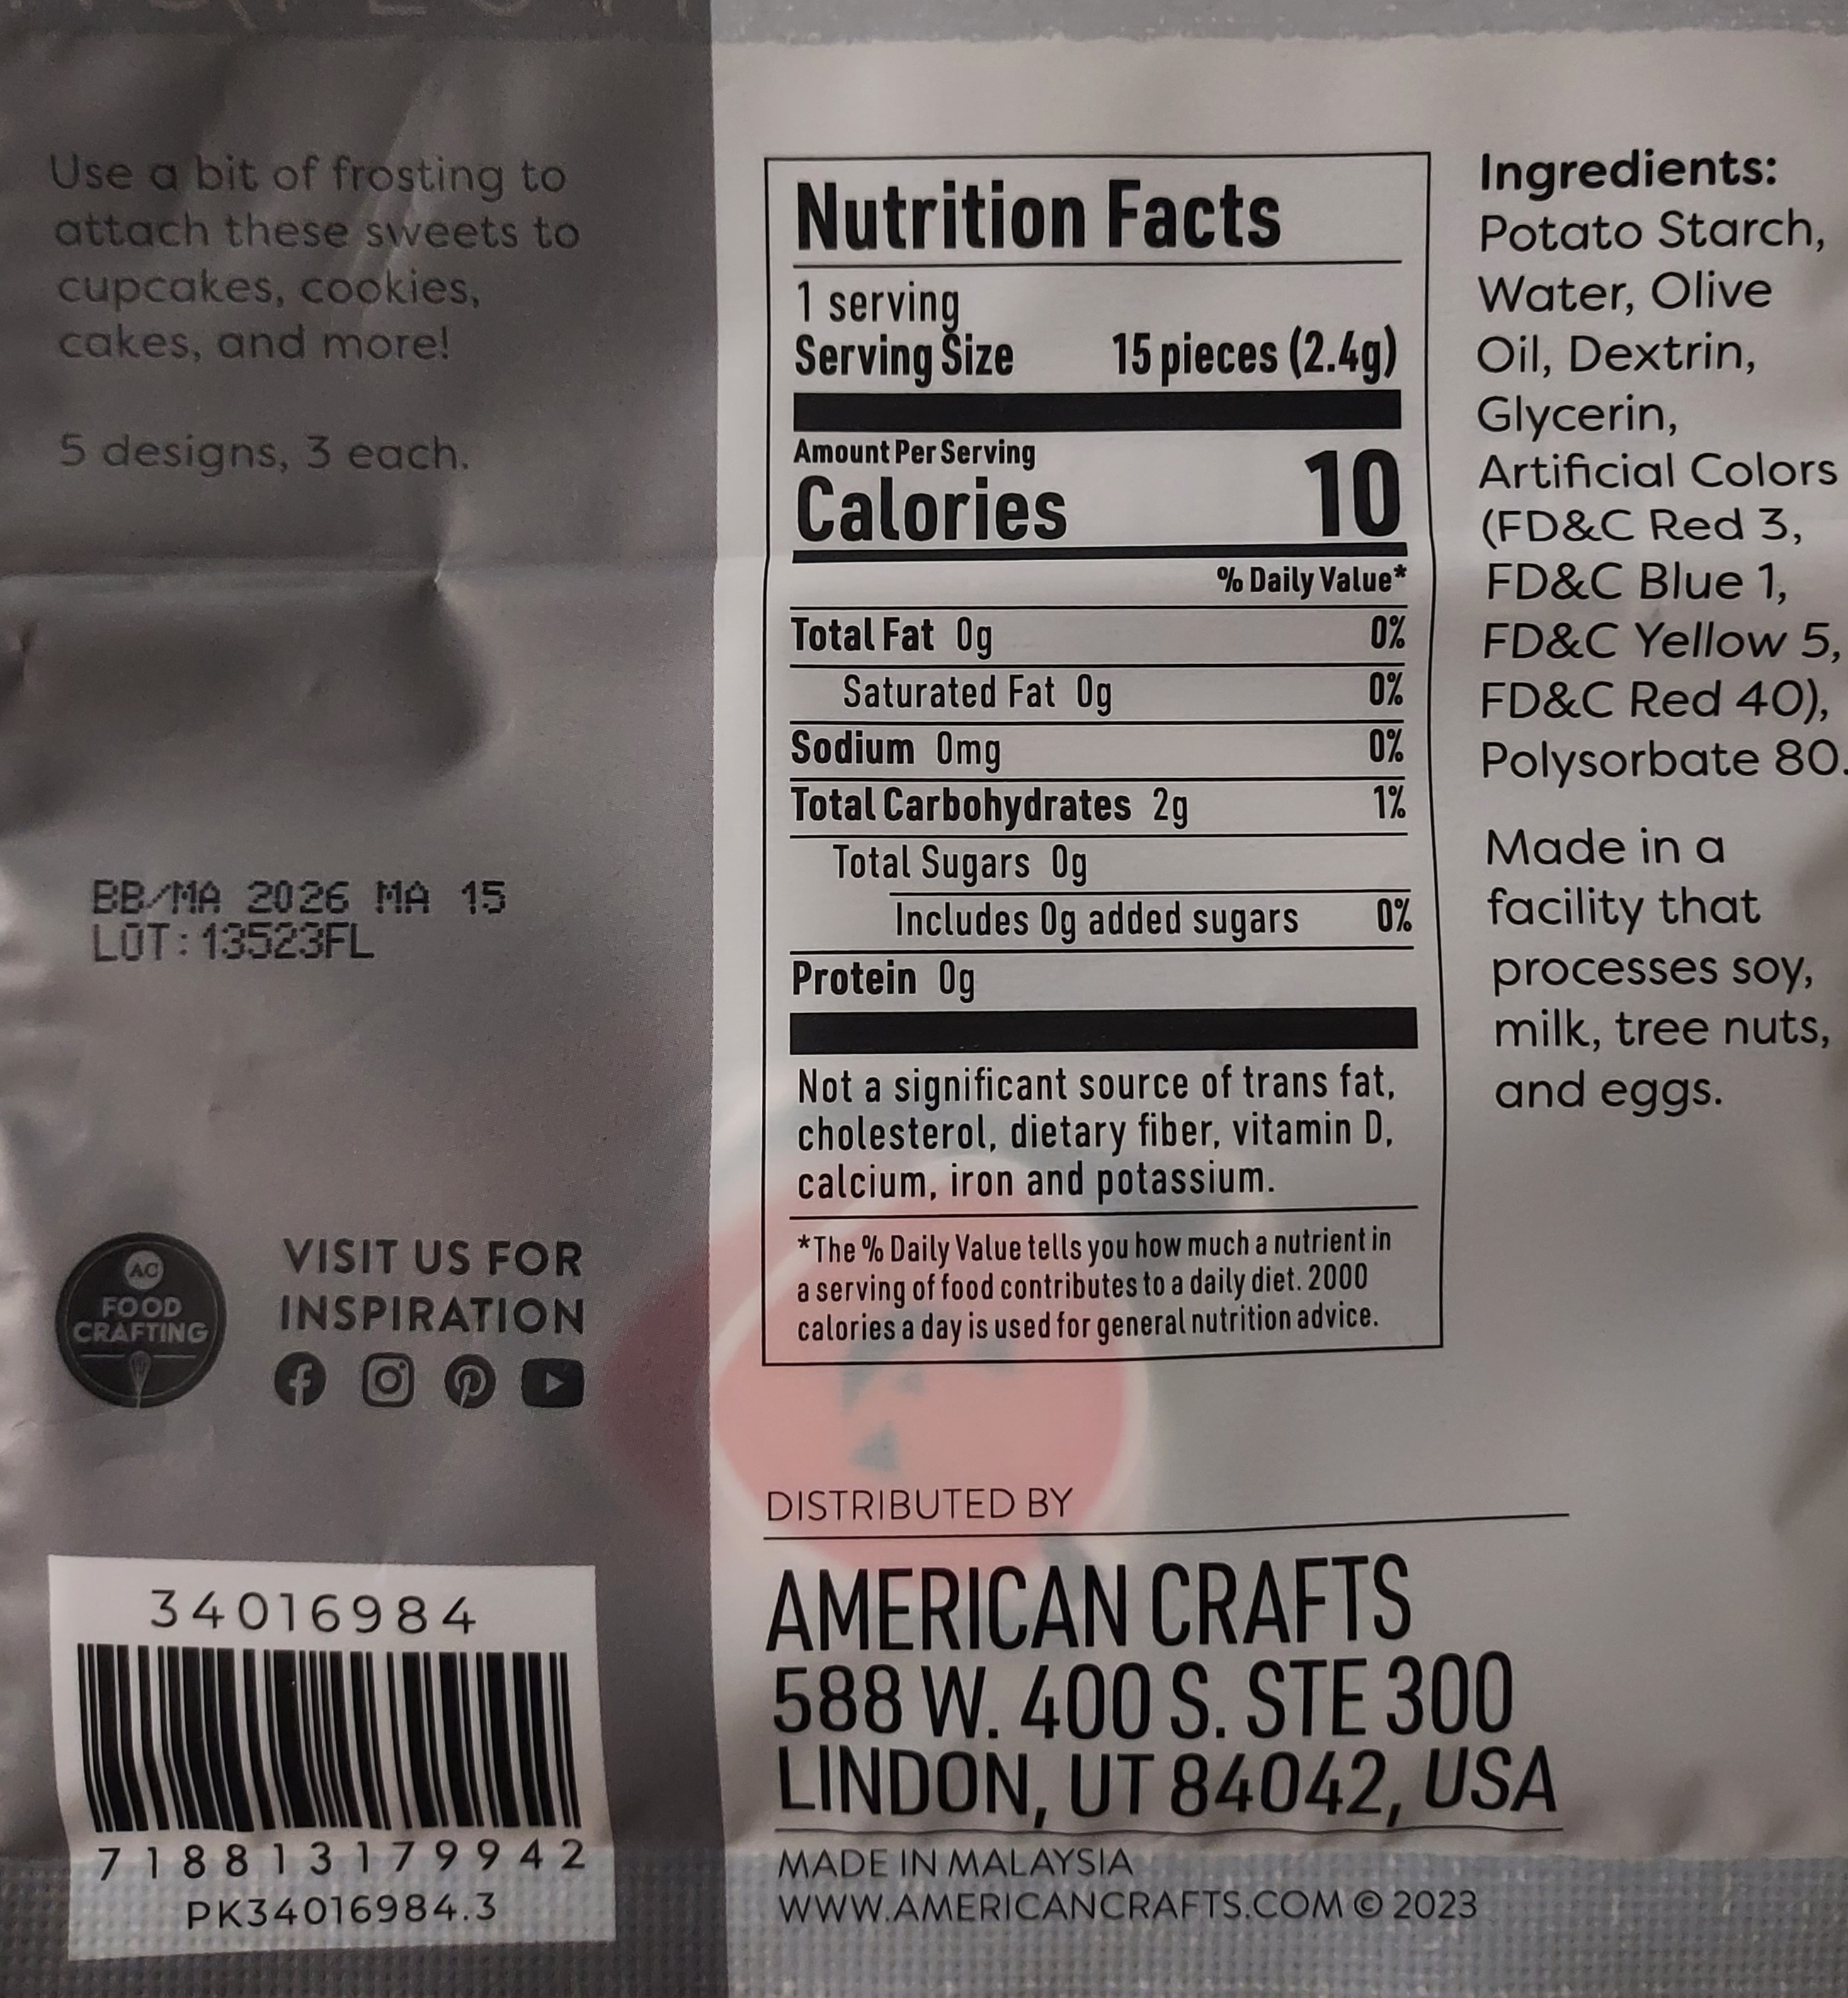 Use a bit of frosting to
attach these sweets to
cupcakes, cookies,
cakes, and more!
5 designs, 3 each.
BB/MA 2026 MA 15
LOT:13523FL
AC
FOOD
CRAFTING
VISIT US FOR
INSPIRATION
34016984
7 18813 17994 2
PK34016984.3
Nutrition Facts
1 serving
Serving Size 15 pieces (2.4g)
Amount Per Serving
Calories 10
% Daily Value*
Total Fat 0g 0%
Saturated Fat 0g 0%
Sodium 0mg 0%
Total Carbohydrates 2g 1%
Total Sugars 0g
Includes 0g added sugars 0%
Protein 0g
Not a significant source of trans fat,
cholesterol, dietary fiber, vitamin D,
calcium, iron and potassium.
*The % Daily Value tells you how much a nutrient in
a serving of food contributes to a daily diet. 2000
calories a day is used for general nutrition advice.
Ingredients:
Potato Starch,
Water, Olive
Oil, Dextrin,
Glycerin,
Artificial Colors
(FD&C Red 3,
FD&C Blue 1,
FD&C Yellow 5,
FD&C Red 40),
Polysorbate 80.
Made in a
facility that
processes soy,
milk, tree nuts,
and eggs.
DISTRIBUTED BY
AMERICAN CRAFTS
588 W. 400 S. STE 300
LINDON, UT 84042, USA
MADE IN MALAYSIA
WWW.AMERICANCRAFTS.COM © 2023